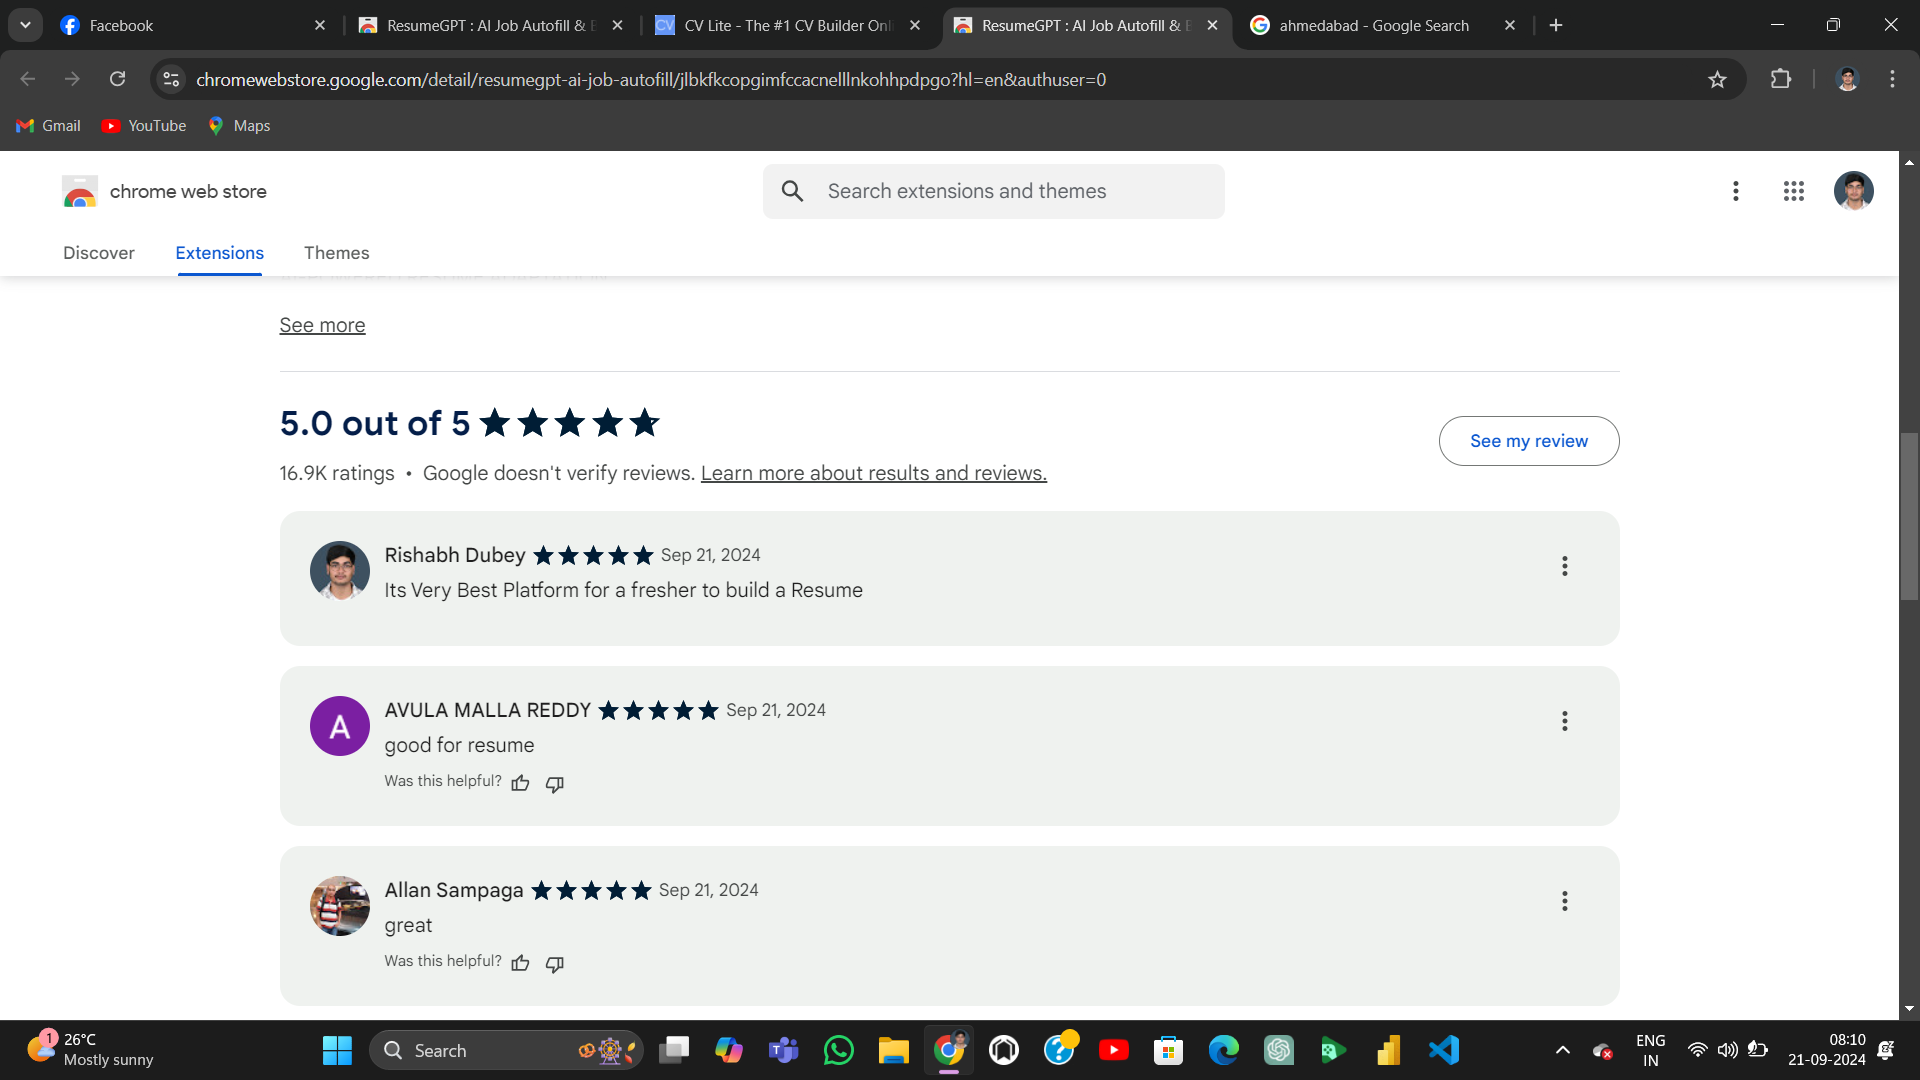 Facebook
ResumeGPT : AI Job Autofill &
CV Lite - The #1 CV Builder Onl
ResumeGPT : AI Job Autofill &
ahmedabad - Google Search
chromewebstore.google.com/detail/resumegpt-ai-job-autofill/jlbkfkcopgimfccacnelllnkohhpdpgo?hl=en&authuser=0
Gmail
YouTube
Maps
chrome web store
Search extensions and themes
Discover
Extensions
Themes
See more
5.0 out of 5
See my review
16.9K ratings • Google doesn't verify reviews. Learn more about results and reviews.
Rishabh Dubey Sep 21, 2024
Its Very Best Platform for a fresher to build a Resume
A
AVULA MALLA REDDY Sep 21, 2024
good for resume
Was this helpful?
Allan Sampaga Sep 21, 2024
great
Was this helpful?
1
26°C
Mostly sunny
Search
ENG
IN
08:10
21-09-2024